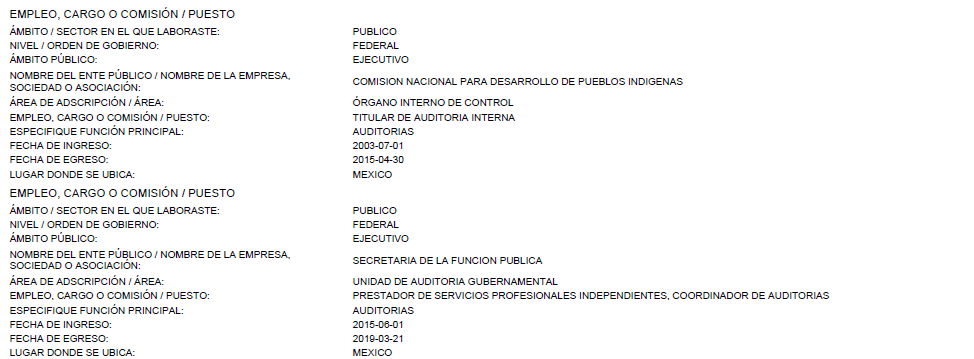 EMPLEO, CARGO O COMISIÓN / PUESTO
ÁMBITO / SECTOR EN EL QUE LABORASTE: PUBLICO
NIVEL / ORDEN DE GOBIERNO: FEDERAL
ÁMBITO PÚBLICO: EJECUTIVO
NOMBRE DEL ENTE PÚBLICO / NOMBRE DE LA EMPRESA,
SOCIEDAD O ASOCIACIÓN: COMISION NACIONAL PARA DESARROLLO DE PUEBLOS INDIGENAS
ÁREA DE ADSCRIPCIÓN / ÁREA: ÓRGANO INTERNO DE CONTROL
EMPLEO, CARGO O COMISIÓN / PUESTO: TITULAR DE AUDITORIA INTERNA
ESPECIFIQUE FUNCIÓN PRINCIPAL: AUDITORIAS
FECHA DE INGRESO: 2003-07-01
FECHA DE EGRESO: 2015-04-30
LUGAR DONDE SE UBICA: MEXICO
EMPLEO, CARGO O COMISIÓN / PUESTO
ÁMBITO / SECTOR EN EL QUE LABORASTE: PUBLICO
NIVEL / ORDEN DE GOBIERNO: FEDERAL
ÁMBITO PÚBLICO: EJECUTIVO
NOMBRE DEL ENTE PÚBLICO / NOMBRE DE LA EMPRESA,
SOCIEDAD O ASOCIACIÓN: SECRETARIA DE LA FUNCION PUBLICA
ÁREA DE ADSCRIPCIÓN / ÁREA: UNIDAD DE AUDITORIA GUBERNAMENTAL
EMPLEO, CARGO O COMISIÓN / PUESTO: PRESTADOR DE SERVICIOS PROFESIONALES INDEPENDIENTES, COORDINADOR DE AUDITORIAS
ESPECIFIQUE FUNCIÓN PRINCIPAL: AUDITORIAS
FECHA DE INGRESO: 2015-06-01
FECHA DE EGRESO: 2019-03-21
LUGAR DONDE SE UBICA: MEXICO